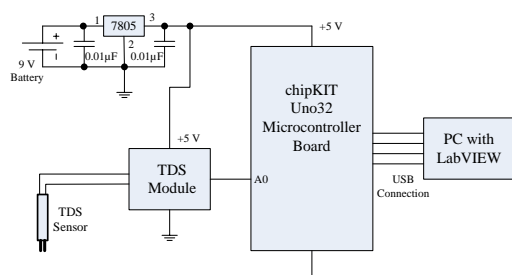 1
7805
3
2
+
−
0.01µF
0.01µF
9 V
Battery
+5 V
+5 V
chipKIT
Uno32
Microcontroller
Board
PC with
LabVIEW
USB
Connection
TDS
Module
A0
TDS
Sensor